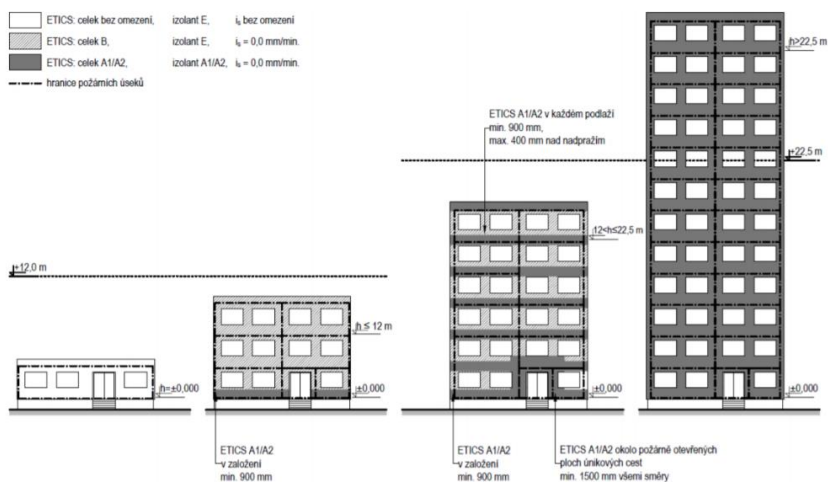 ETICS: celek bez omezení, izolant E, iₛ bez omezení
ETICS: celek B, izolant E, iₛ = 0,0 mm/min.
ETICS: celek A1/A2, izolant A1/A2, iₛ = 0,0 mm/min.
hranice požárních úseků
h>22,5 m
ETICS A1/A2 v každém podlaží
min. 900 mm,
max. 400 mm nad nadpražím
+22,5 m
12<h≤22,5 m
+12,0 m
h ≤ 12 m
h=±0,000
±0,000
±0,000
±0,000
ETICS A1/A2
v založení
min. 900 mm
ETICS A1/A2
v založení
min. 900 mm
ETICS A1/A2 okolo požárně otevřených
ploch únikových cest
min. 1500 mm všemi směry